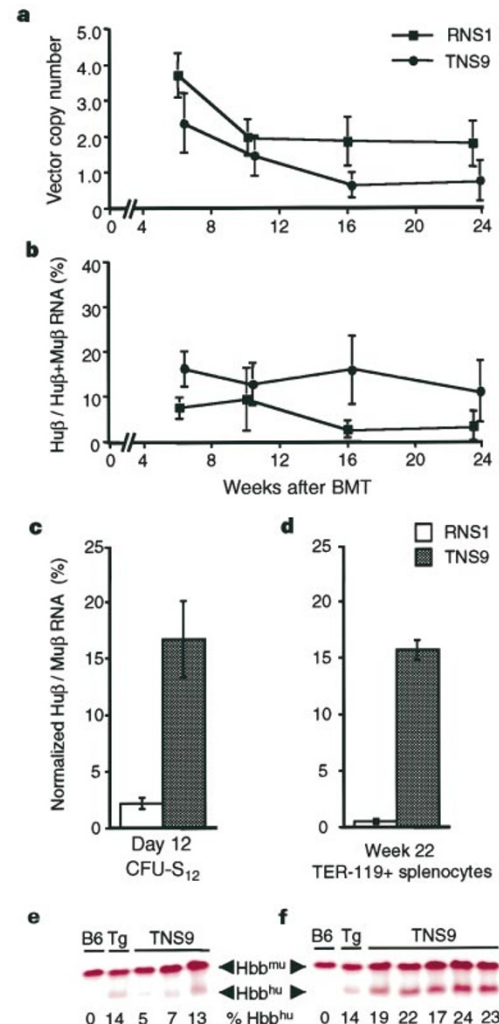 a
Vector copy number
5.0
4.0
3.0
2.0
1.0
0
0 4 8 12 16 20 24
RNS1
TNS9
b
Huβ / Huβ+Muβ RNA (%)
40
30
20
10
0
0 4 8 12 16 20 24
Weeks after BMT
c
Normalized Huβ / Muβ RNA (%)
25
20
15
10
5
0
Day 12
CFU-S12
d
RNS1
TNS9
25
20
15
10
5
0
Week 22
TER-119+ splenocytes
e
B6 Tg TNS9
Hbbmu
Hbbhu
0 14 5 7 13 % Hbbhu
f
B6 Tg TNS9
0 14 19 22 17 24 23